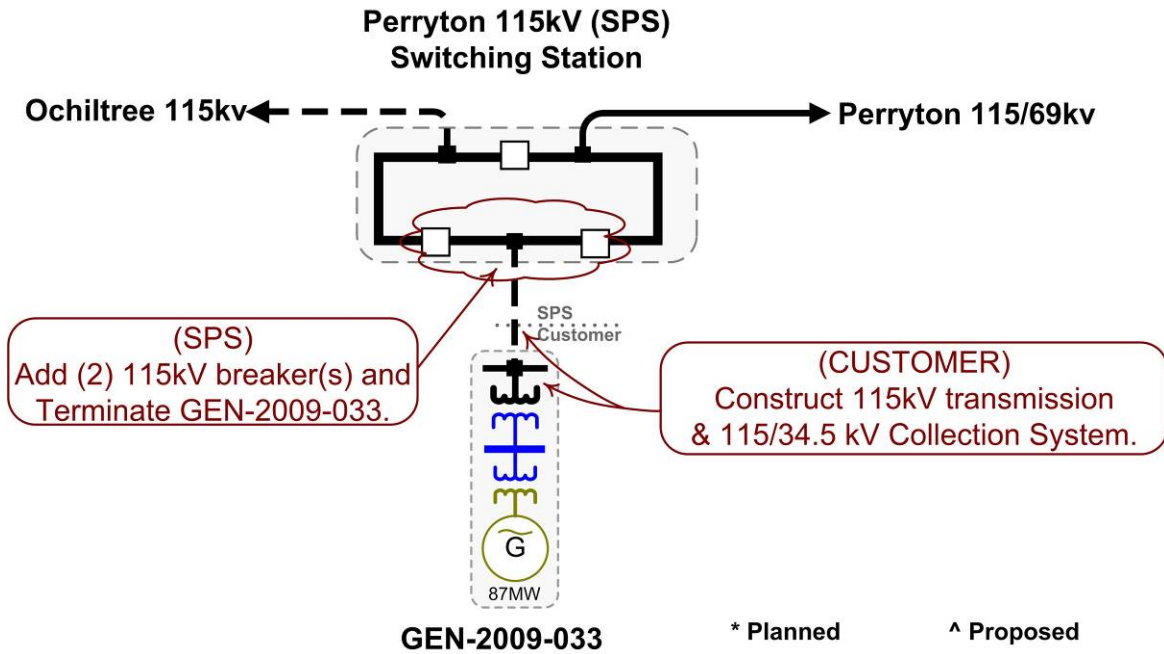 Perryton 115kV (SPS)
Switching Station
Ochiltree 115kv
Perryton 115/69kv
SPS
Customer
(SPS)
Add (2) 115kV breaker(s) and
Terminate GEN-2009-033.
(CUSTOMER)
Construct 115kV transmission
& 115/34.5 kV Collection System.
G
87MW
GEN-2009-033
* Planned
^ Proposed